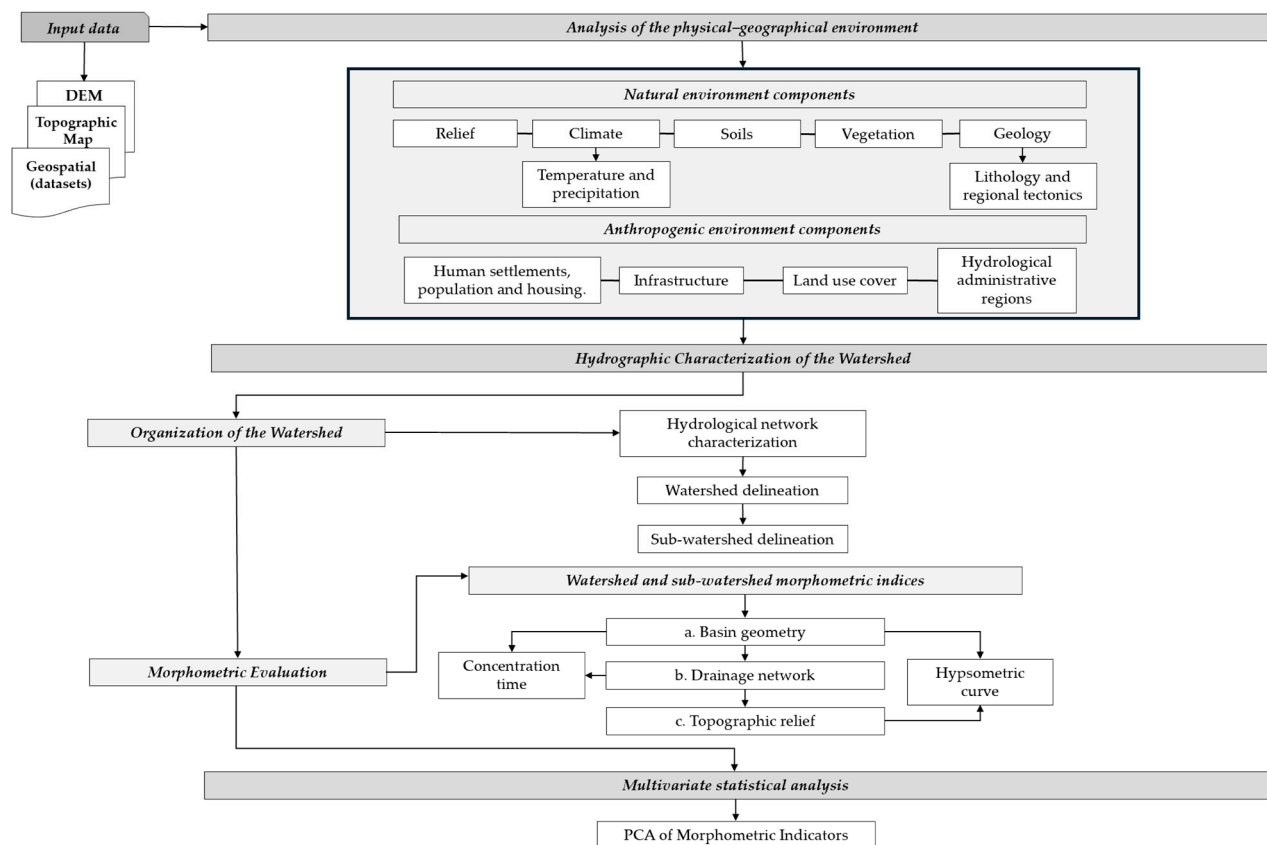 Input data
Analysis of the physical–geographical environment
DEM
Topographic
Map
Geospatial
(datasets)
Natural environment components
Relief
Climate
Soils
Vegetation
Geology
Temperature and
precipitation
Lithology and
regional tectonics
Anthropogenic environment components
Human settlements,
population and housing.
Infrastructure
Land use cover
Hydrological
administrative
regions
Hydrographic Characterization of the Watershed
Organization of the Watershed
Hydrological network
characterization
Watershed delineation
Sub-watershed delineation
Watershed and sub-watershed morphometric indices
a. Basin geometry
Morphometric Evaluation
Concentration
time
b. Drainage network
Hypsometric
curve
c. Topographic relief
Multivariate statistical analysis
PCA of Morphometric Indicators